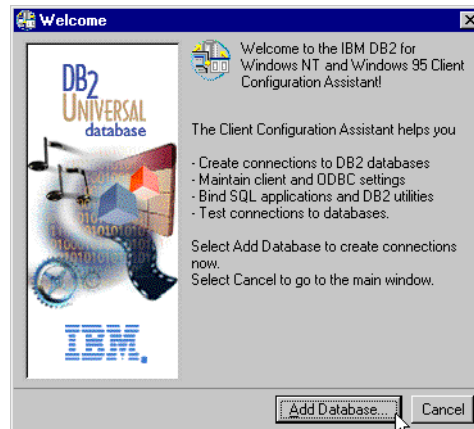 Welcome
DB2
UNIVERSAL
database
IBM
Welcome to the IBM DB2 for
Windows NT and Windows 95 Client
Configuration Assistant!
The Client Configuration Assistant helps you
- Create connections to DB2 databases
- Maintain client and ODBC settings
- Bind SQL applications and DB2 utilities
- Test connections to databases.
Select Add Database to create connections
now.
Select Cancel to go to the main window.
Add Database...
Cancel